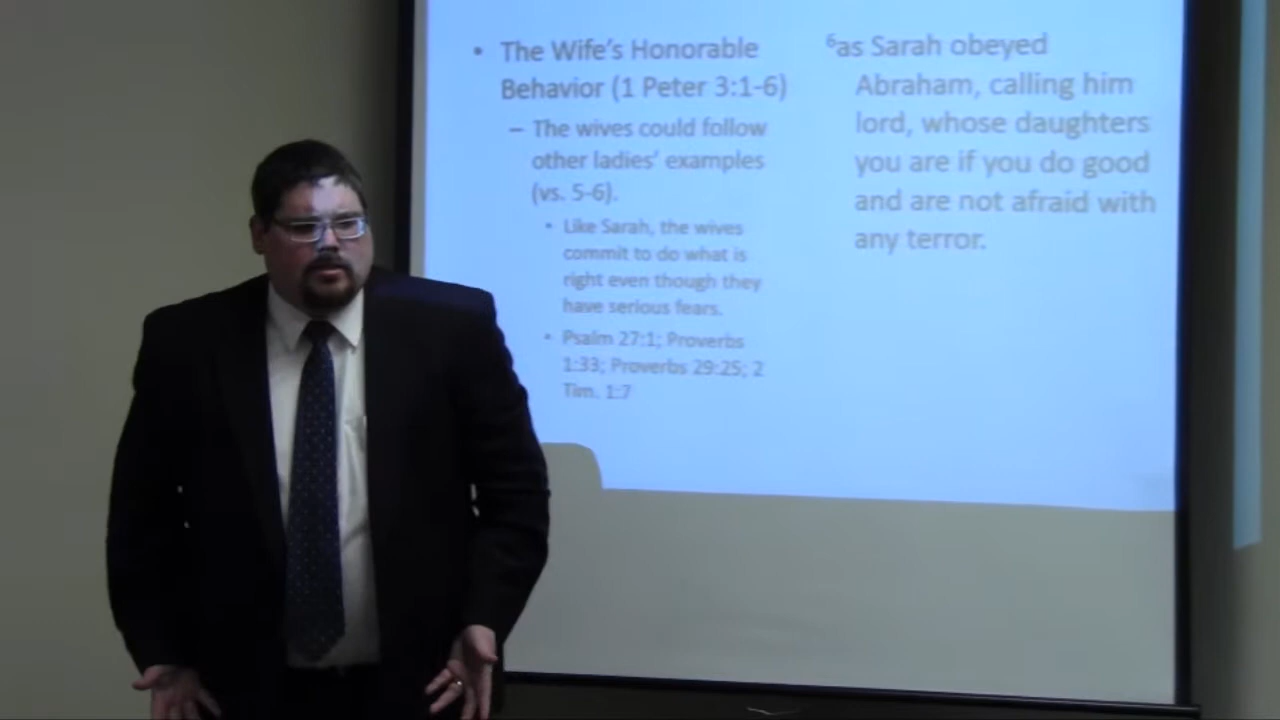 • The Wife's Honorable
Behavior (1 Peter 3:1-6)
– The wives could follow
other ladies' examples
(vs. 5-6).
• Like Sarah, the wives
commit to do what is
right even though they
have serious fears.
• Psalm 27:1; Proverbs
1:33; Proverbs 29:25; 2
Tim. 1:7
⁶as Sarah obeyed
Abraham, calling him
lord, whose daughters
you are if you do good
and are not afraid with
any terror.